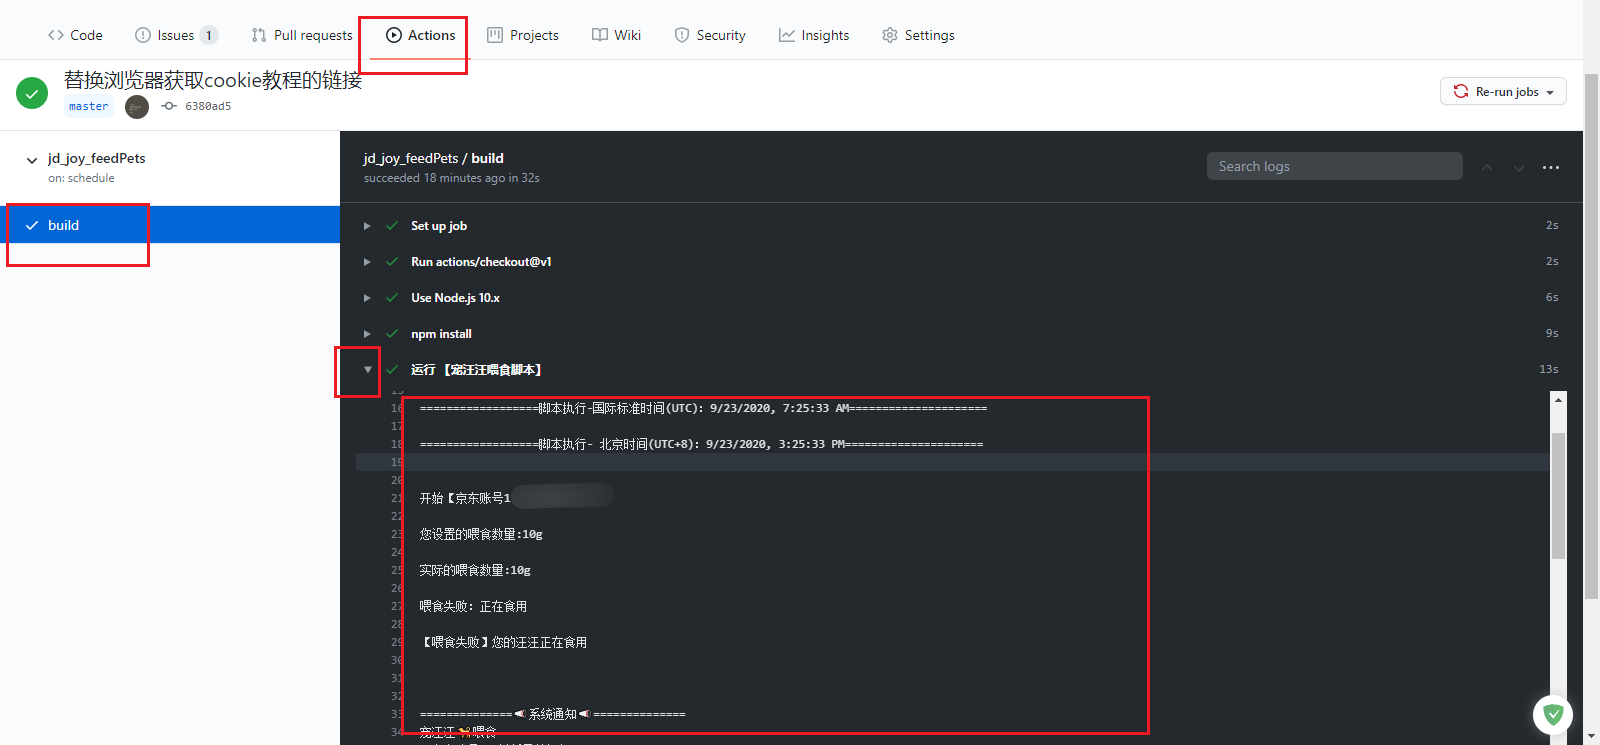 Code Issues 1 Pull requests Actions Projects Wiki Security Insights Settings
替换浏览器获取cookie教程的链接
master 6380ad5
Re-run jobs
jd_joy_feedPets
on: schedule
build
jd_joy_feedPets / build
succeeded 18 minutes ago in 32s
Search logs
Set up job 2s
Run actions/checkout@v1 2s
Use Node.js 10.x 6s
npm install 9s
运行 【宠汪汪喂食脚本】 13s
16 ==================脚本执行-国际标准时间(UTC): 9/23/2020, 7:25:33 AM=====================
17
18 ==================脚本执行- 北京时间(UTC+8): 9/23/2020, 3:25:33 PM=====================
19
20
21 开始【京东账号1
22
23 您设置的喂食数量:10g
24
25 实际的喂食数量:10g
26
27 喂食失败: 正在食用
28
29 【喂食失败】您的汪汪正在食用
30
31
32
33 ==============📢系统通知📢==============
34 宠汪汪🐕喂食